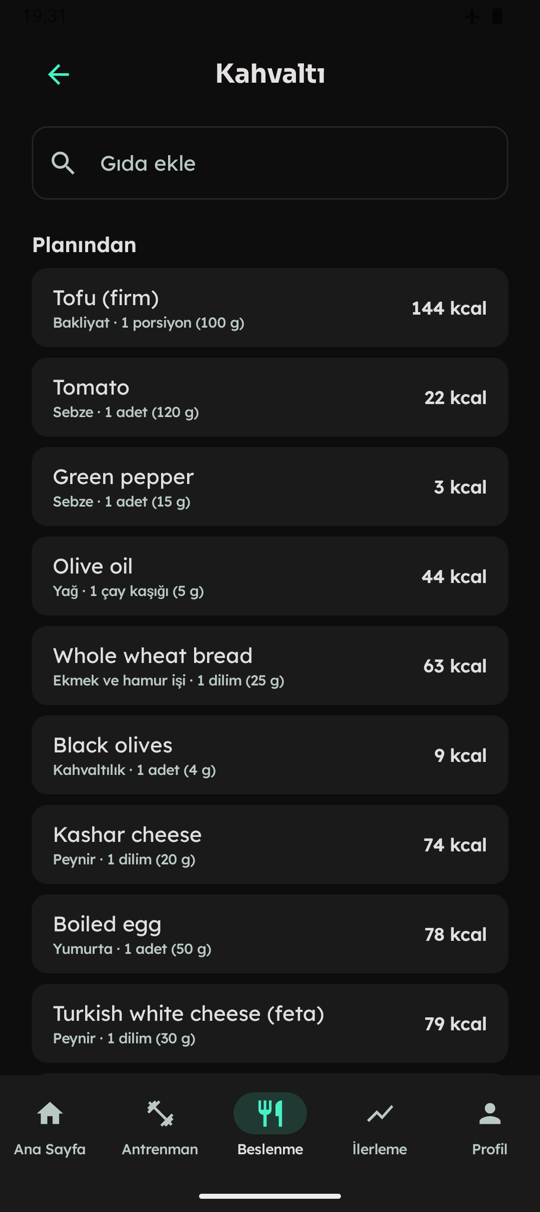 19:31
Kahvaltı
Gıda ekle
Planından
Tofu (firm)
144 kcal
Bakliyat · 1 porsiyon (100 g)
Tomato
22 kcal
Sebze · 1 adet (120 g)
Green pepper
3 kcal
Sebze · 1 adet (15 g)
Olive oil
44 kcal
Yağ · 1 çay kaşığı (5 g)
Whole wheat bread
63 kcal
Ekmek ve hamur işi · 1 dilim (25 g)
Black olives
9 kcal
Kahvaltılık · 1 adet (4 g)
Kashar cheese
74 kcal
Peynir · 1 dilim (20 g)
Boiled egg
78 kcal
Yumurta · 1 adet (50 g)
Turkish white cheese (feta)
79 kcal
Peynir · 1 dilim (30 g)
Ana Sayfa
Antrenman
Beslenme
İlerleme
Profil